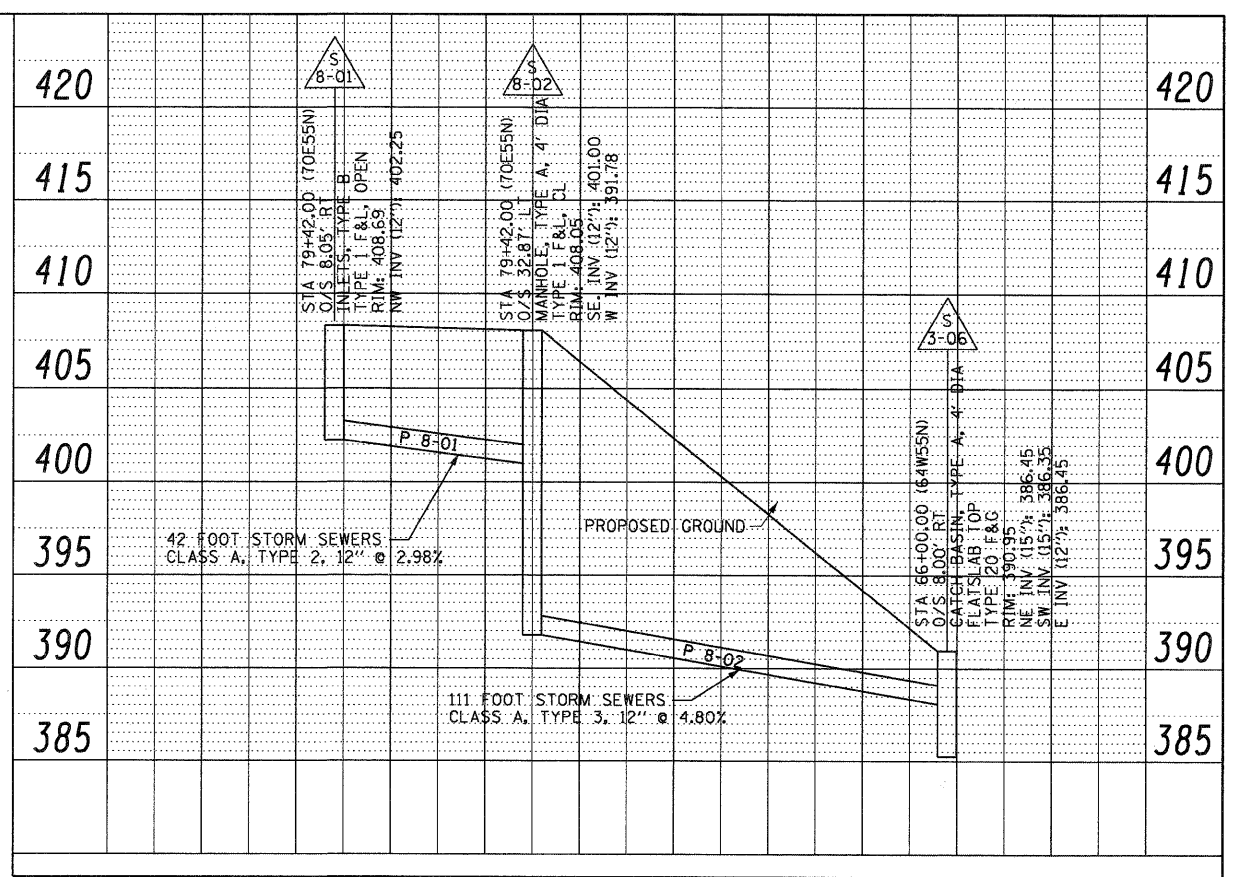 420
415
410
405
400
395
390
385
S
8-01
STA 79+42.00 (70E55N)
O/S 8.05' RT
INLETS, TYPE B
TYPE 1 F&L, OPEN
RIM: 408.69
NW INV (12"): 402.25
S
8-02
STA 79+42.00 (70E55N)
O/S 32.87' LT
MANHOLE, TYPE A, 4' DIA
TYPE 1 F&L, CL
RIM: 408.05
SE. INV (12"): 401.00
W INV (12"): 391.78
S
3-06
STA 66+00.00 (64W55N)
O/S 8.00' RT
CATCH BASIN, TYPE A, 4' DIA
FLATSLAB TOP
TYPE 20 F&G
RIM: 390.95
NE INV (15"): 386.45
SW INV (15"): 386.35
E INV (12"): 386.45
P 8-01
42 FOOT STORM SEWERS
CLASS A, TYPE 2, 12" @ 2.98%
PROPOSED GROUND
P 8-02
111 FOOT STORM SEWERS
CLASS A, TYPE 3, 12" @ 4.80%
420
415
410
405
400
395
390
385